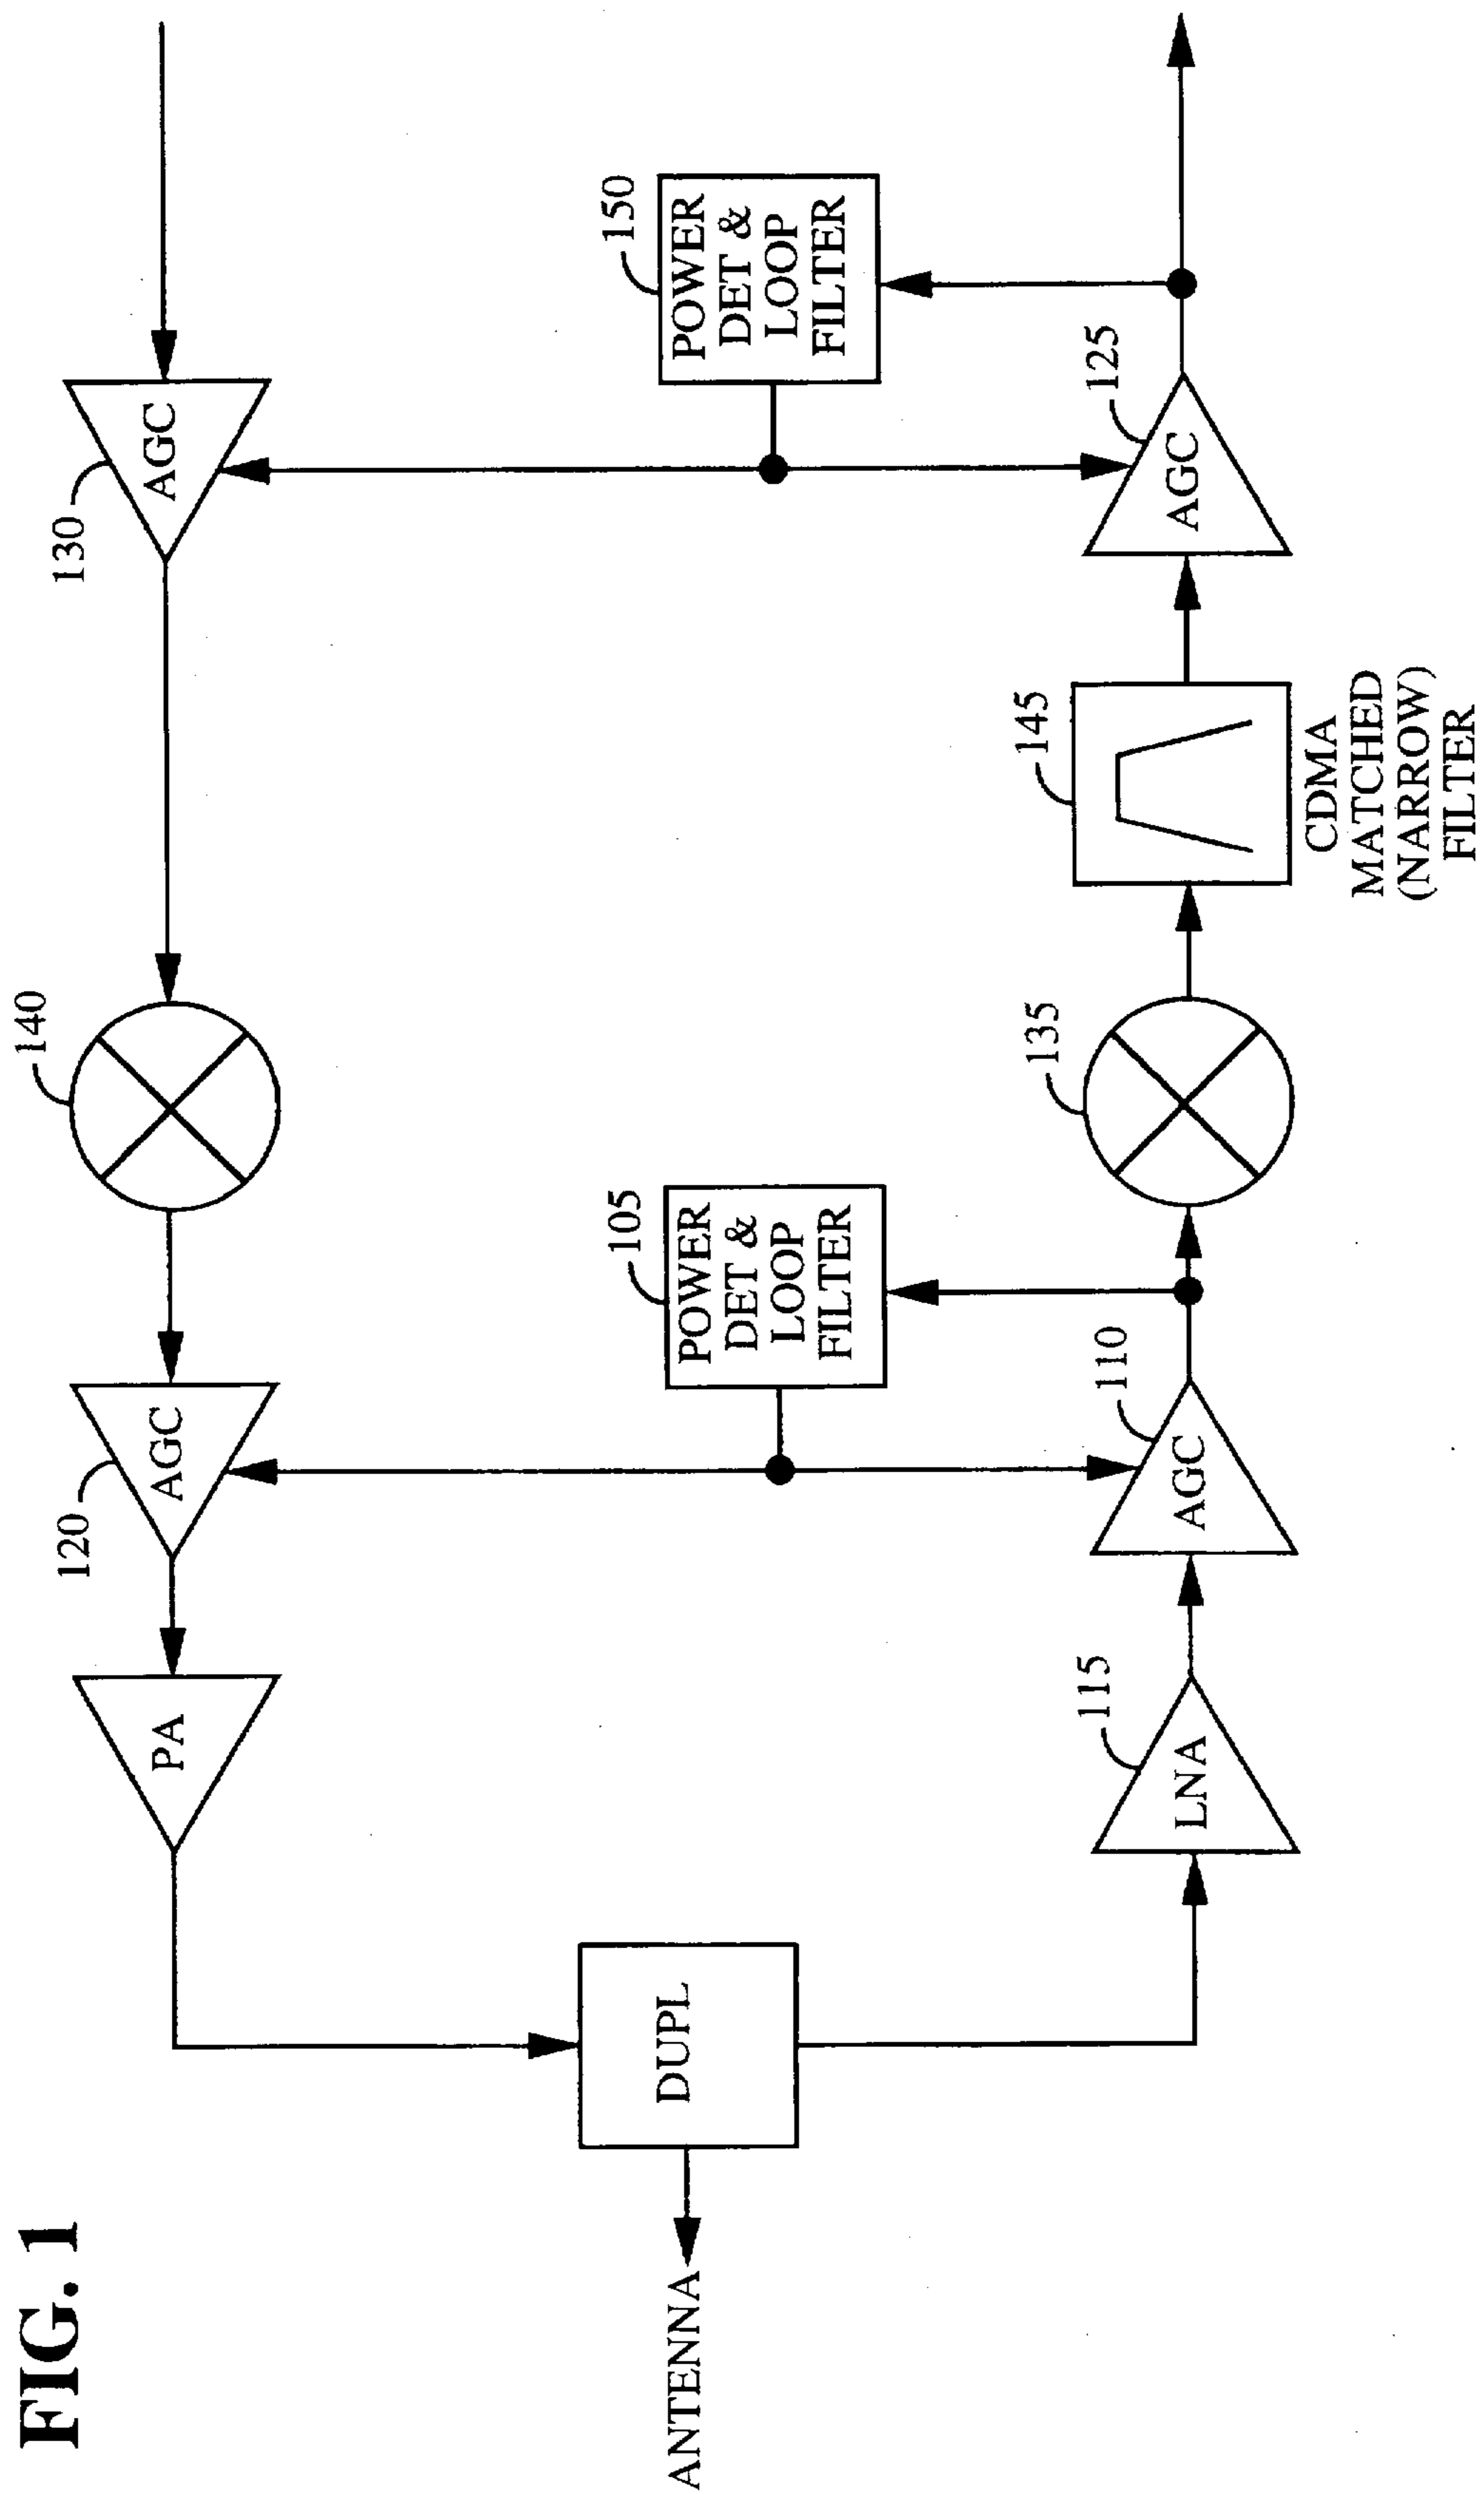 FIG. 1
120
130
140
PA
AGC
AGC
105
150
POWER
DET &
LOOP
FILTER
POWER
DET &
LOOP
FILTER
ANTENNA
DUPL
115
110
135
145
125
LNA
AGC
AGC
CDMA
MATCHED
(NARROW)
FILTER